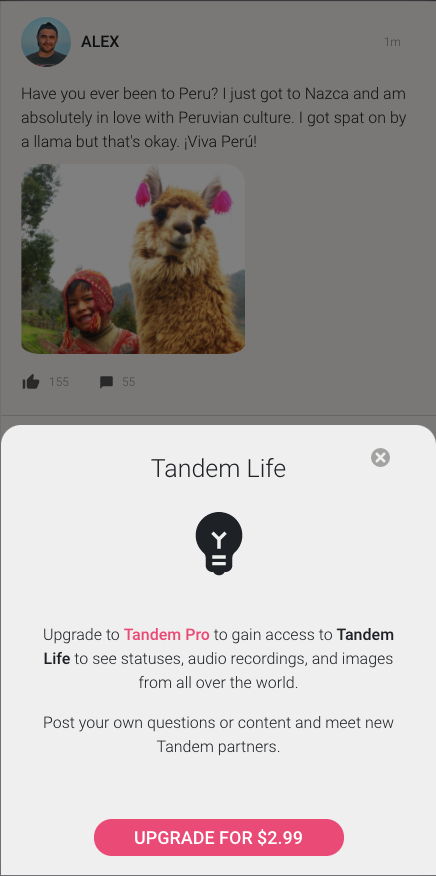 ALEX
1m
Have you ever been to Peru? I just got to Nazca and am
absolutely in love with Peruvian culture. I got spat on by
a llama but that's okay. ¡Viva Perú!
155
55
Tandem Life
Upgrade to Tandem Pro to gain access to Tandem
Life to see statuses, audio recordings, and images
from all over the world.
Post your own questions or content and meet new
Tandem partners.
UPGRADE FOR $2.99